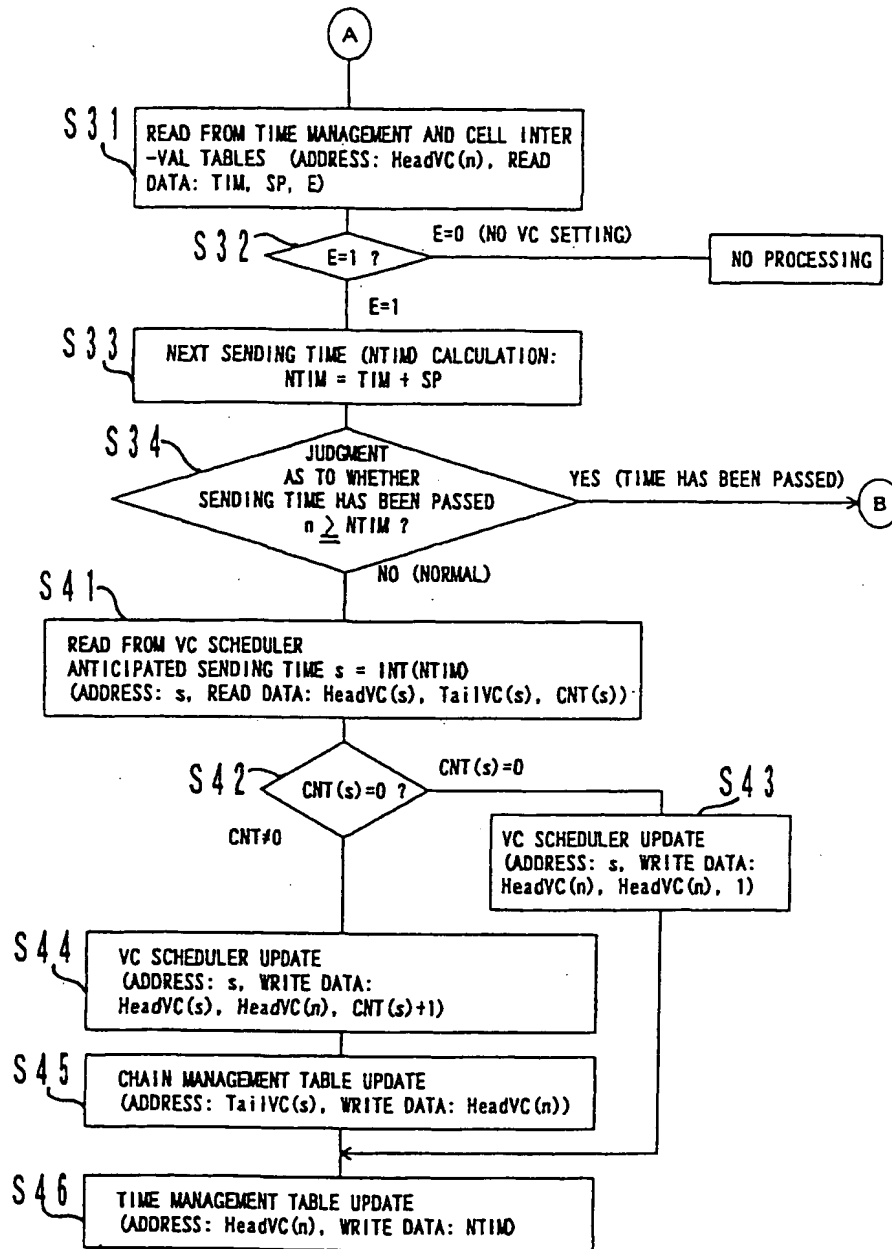 A
S31
READ FROM TIME MANAGEMENT AND CELL INTER
-VAL TABLES (ADDRESS: HeadVC(n), READ
DATA: TIM, SP, E)
S32
E=1 ?
E=0 (NO VC SETTING)
NO PROCESSING
E=1
S33
NEXT SENDING TIME (NTIM) CALCULATION:
NTIM = TIM + SP
S34
JUDGMENT
AS TO WHETHER
SENDING TIME HAS BEEN PASSED
n ≧ NTIM ?
YES (TIME HAS BEEN PASSED)
B
NO (NORMAL)
S41
READ FROM VC SCHEDULER
ANTICIPATED SENDING TIME s = INT(NTIM)
(ADDRESS: s, READ DATA: HeadVC(s), TailVC(s), CNT(s))
S42
CNT(s)=0 ?
CNT(s)=0
S43
CNT≠0
VC SCHEDULER UPDATE
(ADDRESS: s, WRITE DATA:
HeadVC(n), HeadVC(n), 1)
S44
VC SCHEDULER UPDATE
(ADDRESS: s, WRITE DATA:
HeadVC(s), HeadVC(n), CNT(s)+1)
S45
CHAIN MANAGEMENT TABLE UPDATE
(ADDRESS: TailVC(s), WRITE DATA: HeadVC(n))
S46
TIME MANAGEMENT TABLE UPDATE
(ADDRESS: HeadVC(n), WRITE DATA: NTIM)